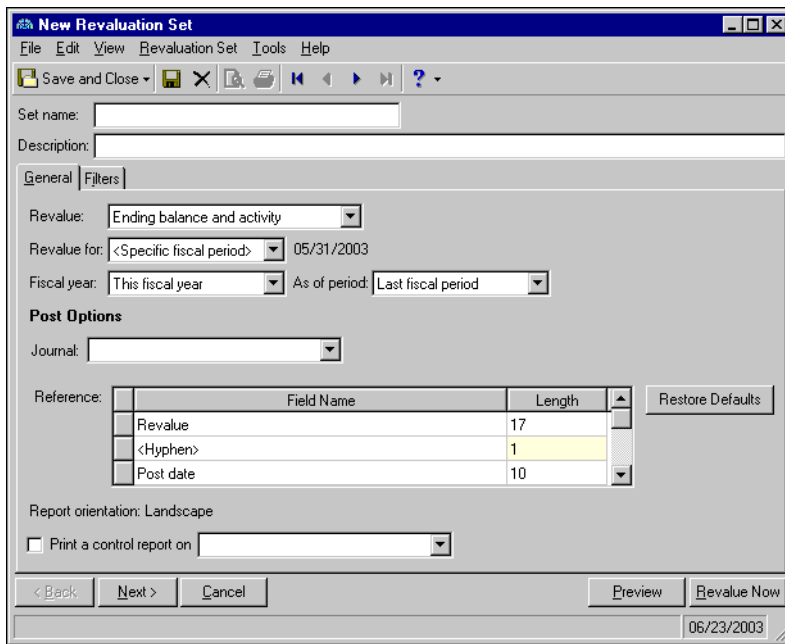 New Revaluation Set
File Edit View Revaluation Set Tools Help
Save and Close ?
Set name:
Description:
General Filters
Revalue: Ending balance and activity
Revalue for: <Specific fiscal period> 05/31/2003
Fiscal year: This fiscal year As of period: Last fiscal period
Post Options
Journal:
Reference: Field Name Length Restore Defaults
Revalue 17
<Hyphen> 1
Post date 10
Report orientation: Landscape
Print a control report on
< Back Next > Cancel Preview Revalue Now
06/23/2003